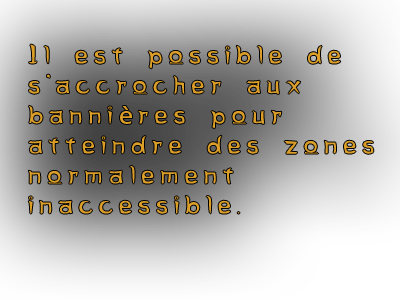 Il est possible de
s'accrocher aux
bannières pour
atteindre des zones
normalement
inaccessible.